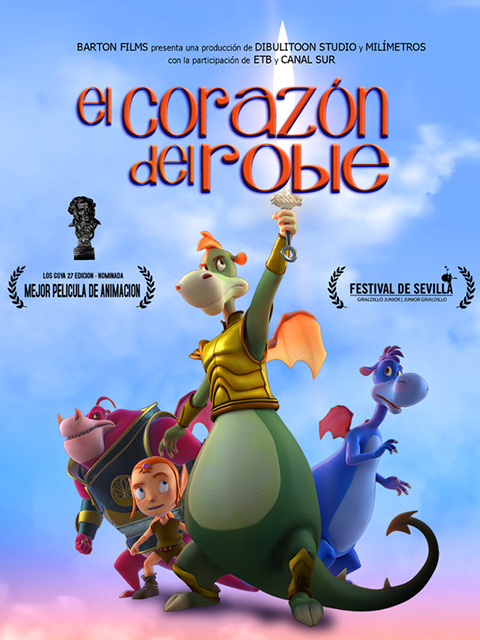 BARTON FILMS presenta una producción de DIBULITOON STUDIO y MILÍMETROS
con la participación de ETB y CANAL SUR
el corazón
del roble
LOS GOYA 27 EDICION - NOMINADA
MEJOR PELICULA DE ANIMACION
FESTIVAL DE SEVILLA
GIRALDILLO JUNIOR | JUNIOR GIRALDILLO